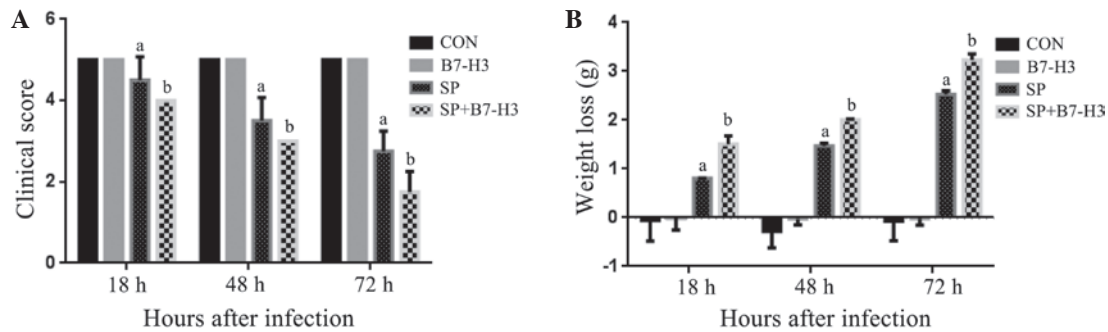 A
Clinical score
6
4
2
0
a
b
a
b
a
b
CON
B7-H3
SP
SP+B7-H3
18 h 48 h 72 h
Hours after infection
B
Weight loss (g)
4
3
2
1
0
-1
a
b
a
b
a
b
CON
B7-H3
SP
SP+B7-H3
18 h 48 h 72 h
Hours after infection